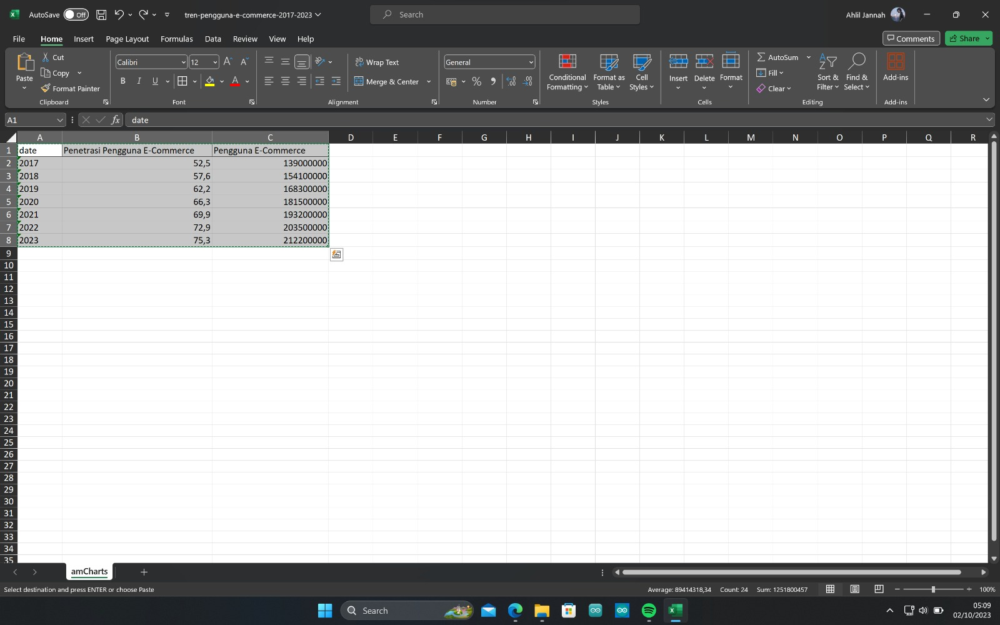 AutoSave Off tren-pengguna-e-commerce-2017-2023 Search Ahlil Jannah
File Home Insert Page Layout Formulas Data Review View Help Comments Share
Paste Cut Copy Format Painter Clipboard
Calibri 12 B I U A Font
ab Wrap Text Merge & Center Alignment
General % Number
Conditional Formatting Format as Table Cell Styles Styles
Insert Delete Format Cells
AutoSum Fill Clear Sort & Filter Find & Select Editing
Add-ins Add-ins
A1 fx date
A B C D E F G H I J K L M N O P Q R
1 date Penetrasi Pengguna E-Commerce Pengguna E-Commerce
2 2017 52,5 139000000
3 2018 57,6 154100000
4 2019 62,2 168300000
5 2020 66,3 181500000
6 2021 69,9 193200000
7 2022 72,9 203500000
8 2023 75,3 212200000
9
10
11
12
13
14
15
16
17
18
19
20
21
22
23
24
25
26
27
28
29
30
31
32
33
34
35
amCharts
Select destination and press ENTER or choose Paste Average: 89414318,34 Count: 24 Sum: 1251800457 100%
Search 05:09
02/10/2023